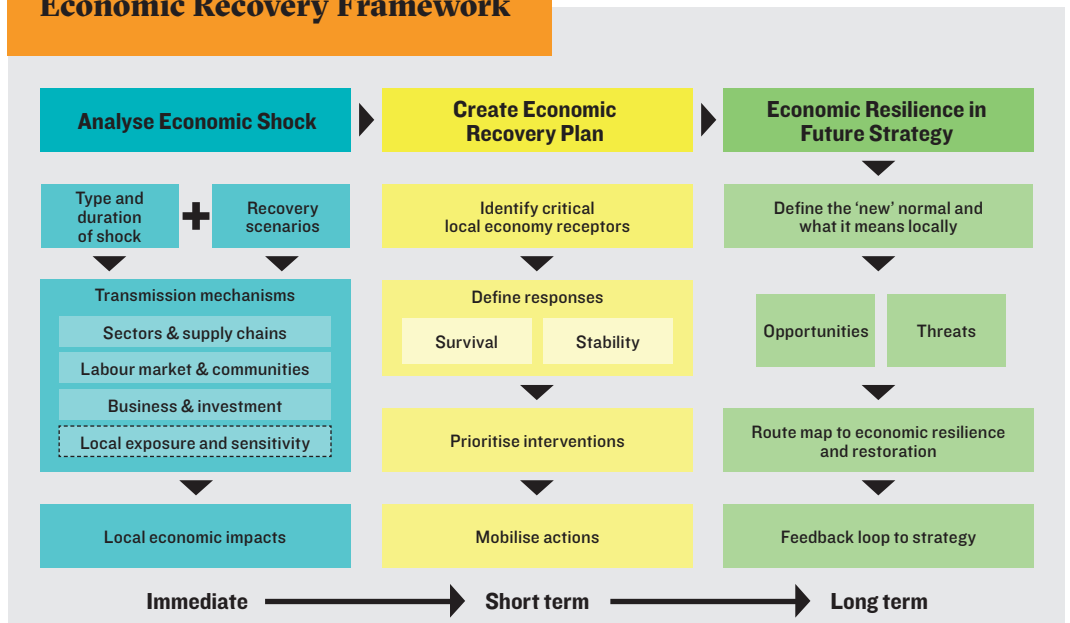 Economic Recovery Framework
Analyse Economic Shock
Create Economic
Recovery Plan
Economic Resilience in
Future Strategy
Type and
duration
of shock
Recovery
scenarios
Transmission mechanisms
Sectors & supply chains
Labour market & communities
Business & investment
Local exposure and sensitivity
Local economic impacts
Identify critical
local economy receptors
Define responses
Survival
Stability
Prioritise interventions
Mobilise actions
Define the ‘new’ normal and
what it means locally
Opportunities
Threats
Route map to economic resilience
and restoration
Feedback loop to strategy
Immediate
Short term
Long term